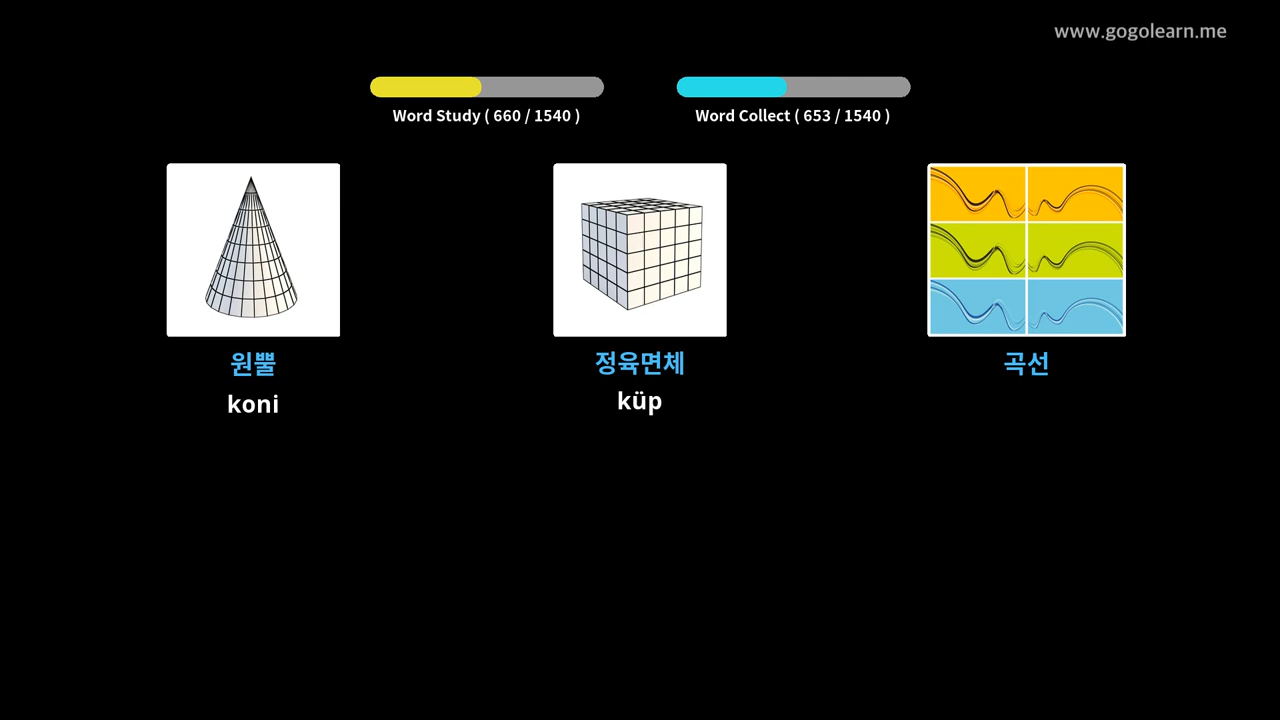 www.gogolearn.me
Word Study ( 660 / 1540 )
Word Collect ( 653 / 1540 )
원뿔
정육면체
곡선
koni
küp